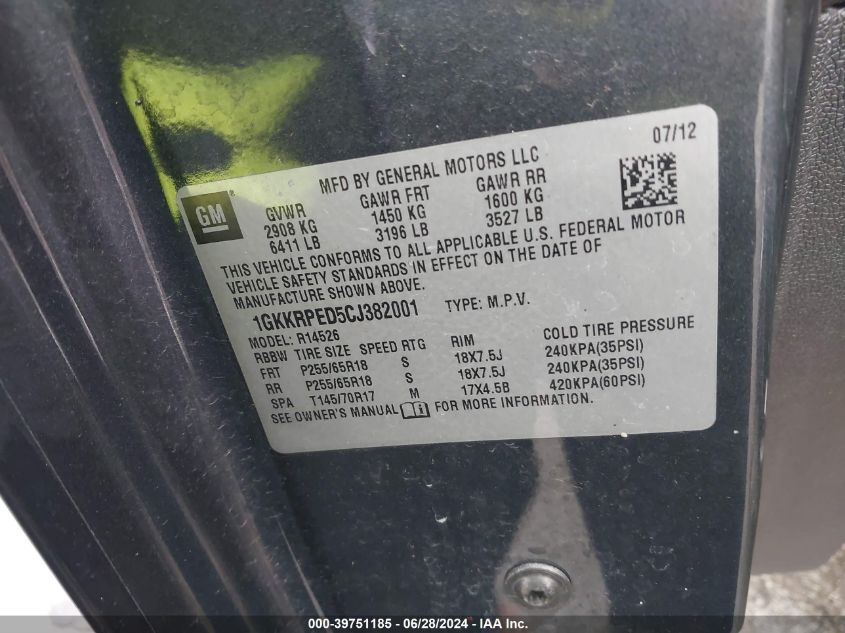 07/12
MFD BY GENERAL MOTORS LLC
GM®
GVWR GAWR FRT GAWR RR
2908 KG 1450 KG 1600 KG
6411 LB 3196 LB 3527 LB
THIS VEHICLE CONFORMS TO ALL APPLICABLE U.S. FEDERAL MOTOR
VEHICLE SAFETY STANDARDS IN EFFECT ON THE DATE OF
MANUFACTURE SHOWN ABOVE.
1GKKRPED5CJ382001 TYPE: M.P.V.
MODEL: R14526
RBBW TIRE SIZE SPEED RTG RIM COLD TIRE PRESSURE
FRT P255/65R18 S 18X7.5J 240KPA(35PSI)
RR P255/65R18 S 18X7.5J 240KPA(35PSI)
SPA T145/70R17 M 17X4.5B 420KPA(60PSI)
SEE OWNER'S MANUAL FOR MORE INFORMATION.
000-39751185 - 06/28/2024 - IAA Inc.